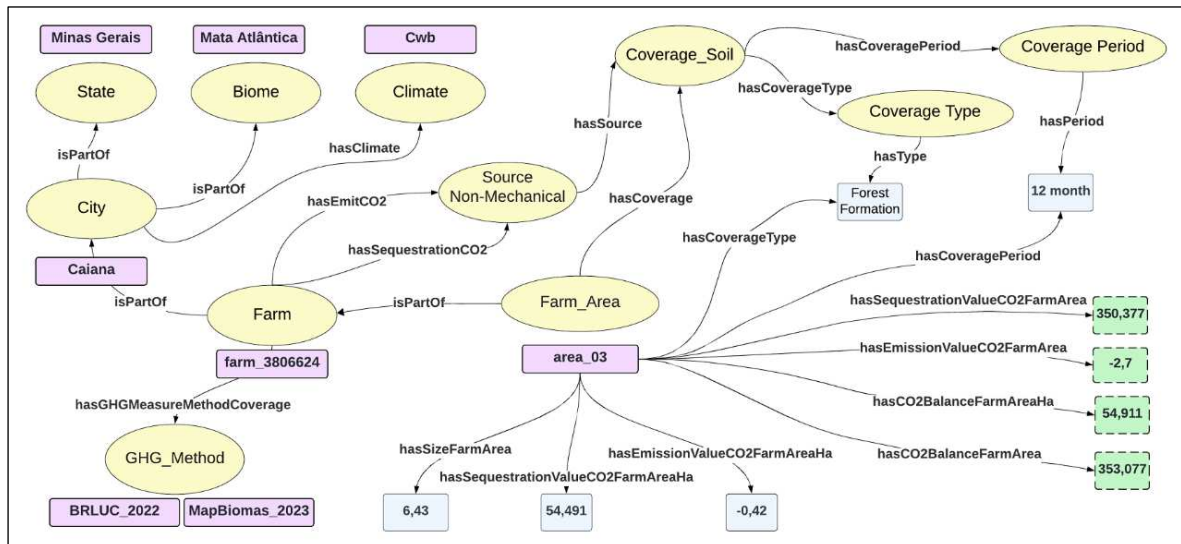 Minas Gerais
Mata Atlântica
Cwb
State
Biome
Climate
Coverage_Soil
hasCoveragePeriod
Coverage Period
hasCoverageType
Coverage Type
isPartOf
isPartOf
hasClimate
hasSource
hasPeriod
hasType
City
hasEmitCO2
Source
Non-Mechanical
hasCoverage
Forest
Formation
12 month
hasSequestrationCO2
hasCoverageType
hasCoveragePeriod
Caiana
isPartOf
Farm
isPartOf
Farm_Area
hasSequestrationValueCO2FarmArea
350,377
farm_3806624
area_03
hasEmissionValueCO2FarmArea
-2,7
hasGHGMeasureMethodCoverage
hasCO2BalanceFarmAreaHa
54,911
GHG_Method
hasSizeFarmArea
hasEmissionValueCO2FarmAreaHa
hasCO2BalanceFarmArea
353,077
hasSequestrationValueCO2FarmAreaHa
BRLUC_2022
MapBiomas_2023
6,43
54,491
-0,42